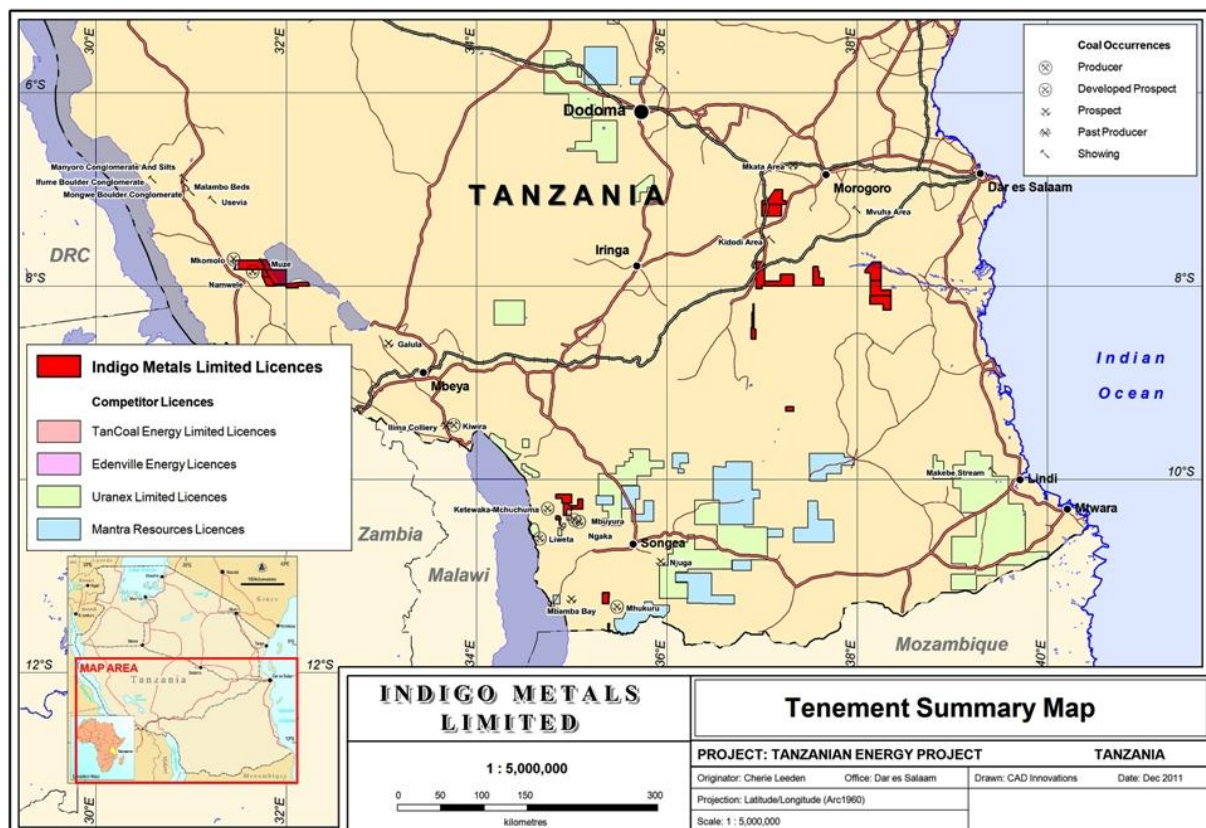 30°E
32°E
34°E
36°E
38°E
6°S
Dodoma
TANZANIA
Manyoro Conglomerate And Silts
Ifume Boulder Conglomerate
Mongwe Boulder Conglomerate
Malambo Beds
Usevia
Mkata Area
Morogoro
Dar es Salaam
Mvuha Area
Kidodi Area
Iringa
DRC
Mkomolo
Muze
Namwele
8°S
8°S
Galula
Mbeya
Ilima Colliery
Kiwira
Indian
Ocean
10°S
Makebe Stream
Lindi
Mtwara
Ketewaka-Mchuchuma
Mbuyura
Ngaka
Liweta
Songea
Njuga
Zambia
Malawi
Mbamba Bay
Mhukuru
Mozambique
12°S
12°S
34°E
36°E
38°E
40°E
30°E
32°E
Coal Occurrences
Producer
Developed Prospect
Prospect
Past Producer
Showing
Indigo Metals Limited Licences
Competitor Licences
TanCoal Energy Limited Licences
Edenville Energy Licences
Uranex Limited Licences
Mantra Resources Licences
MAP AREA
Tanzania
INDIGO METALS
LIMITED
1 : 5,000,000
0 50 100 150 300
kilometres
Tenement Summary Map
PROJECT: TANZANIAN ENERGY PROJECT TANZANIA
Originator: Cherie Leeden Office: Dar es Salaam Drawn: CAD Innovations Date: Dec 2011
Projection: Latitude/Longitude (Arc1960)
Scale: 1 : 5,000,000